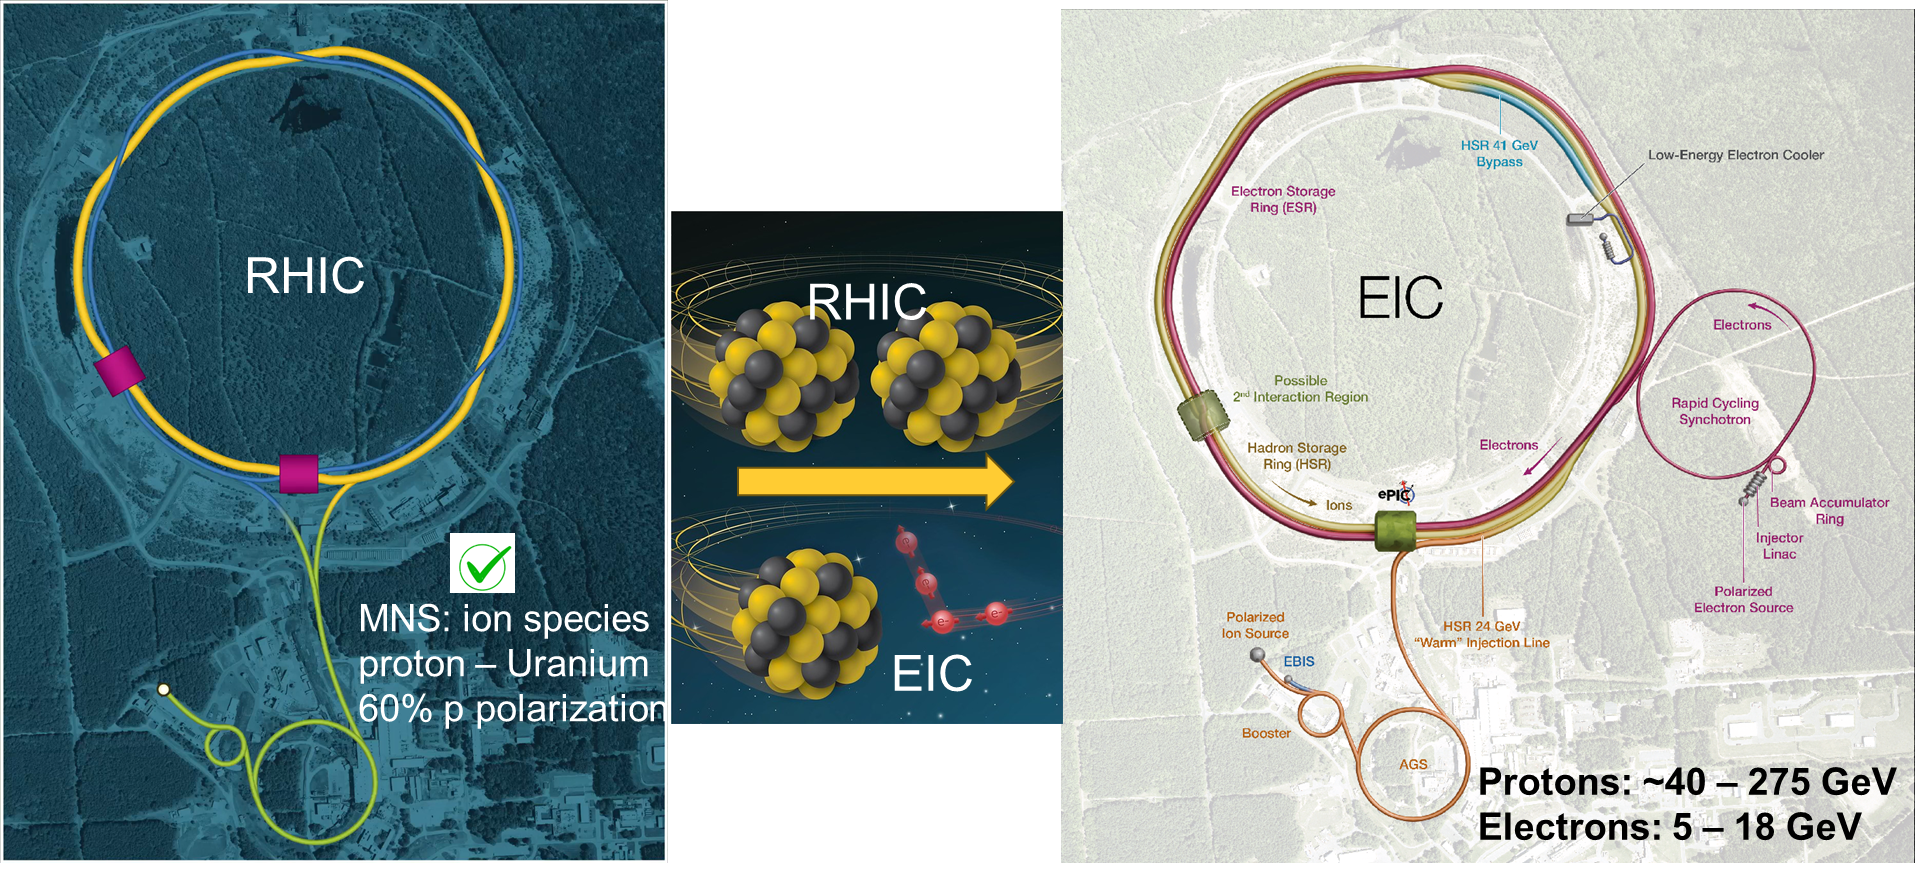 RHIC
MNS: ion species
proton – Uranium
60% p polarization
RHIC
e-
e-
e-
e-
EIC
HSR 41 GeV
Bypass
Low-Energy Electron Cooler
Electron Storage
Ring (ESR)
EIC
Electrons
Possible
2nd Interaction Region
Rapid Cycling
Synchotron
Hadron Storage
Ring (HSR)
Electrons
ePIC
Ions
Beam Accumulator
Ring
Injector
Linac
Polarized
Electron Source
Polarized
Ion Source
HSR 24 GeV
“Warm” Injection Line
EBIS
Booster
AGS
Protons: ~40 – 275 GeV
Electrons: 5 – 18 GeV